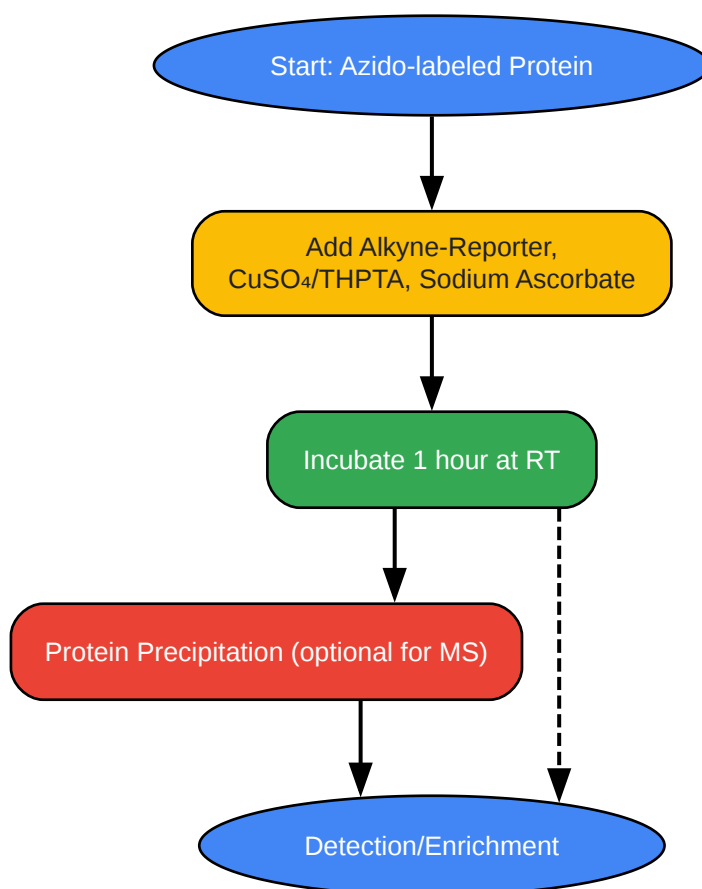 Start: Azido-labeled Protein
Add Alkyne-Reporter,
CuSO₄/THPTA, Sodium Ascorbate
Incubate 1 hour at RT
Protein Precipitation (optional for MS)
Detection/Enrichment